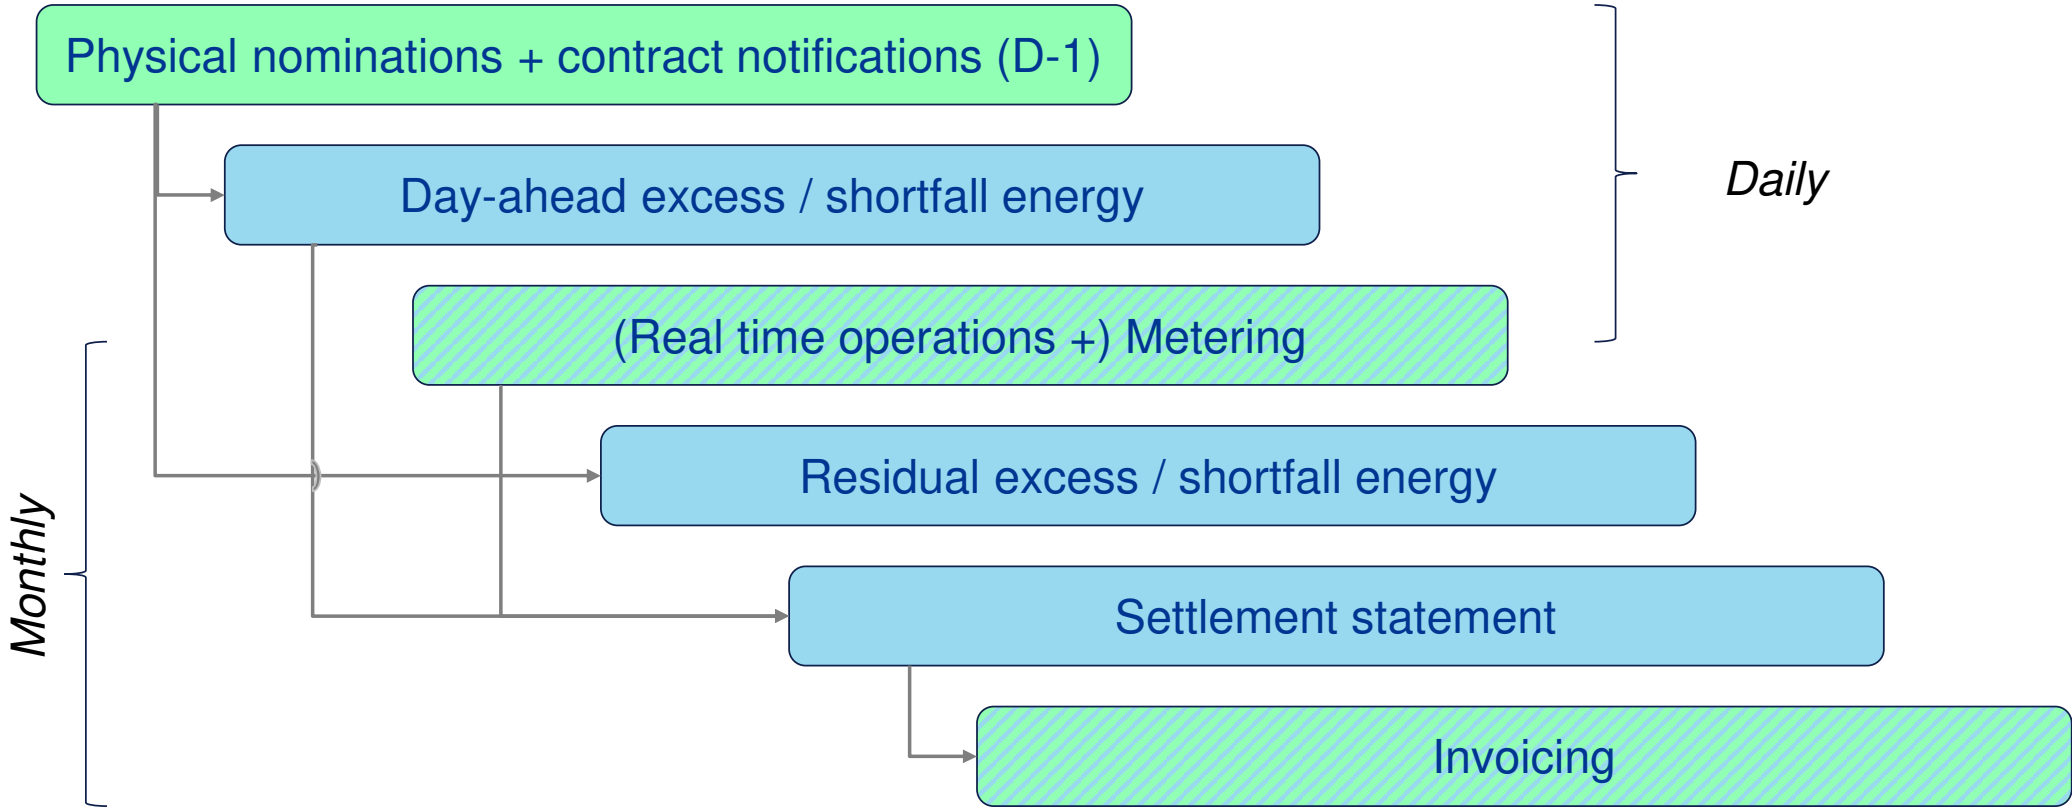 Physical nominations + contract notifications (D-1)
Day-ahead excess / shortfall energy
Daily
(Real time operations +) Metering
Residual excess / shortfall energy
Monthly
Settlement statement
Invoicing